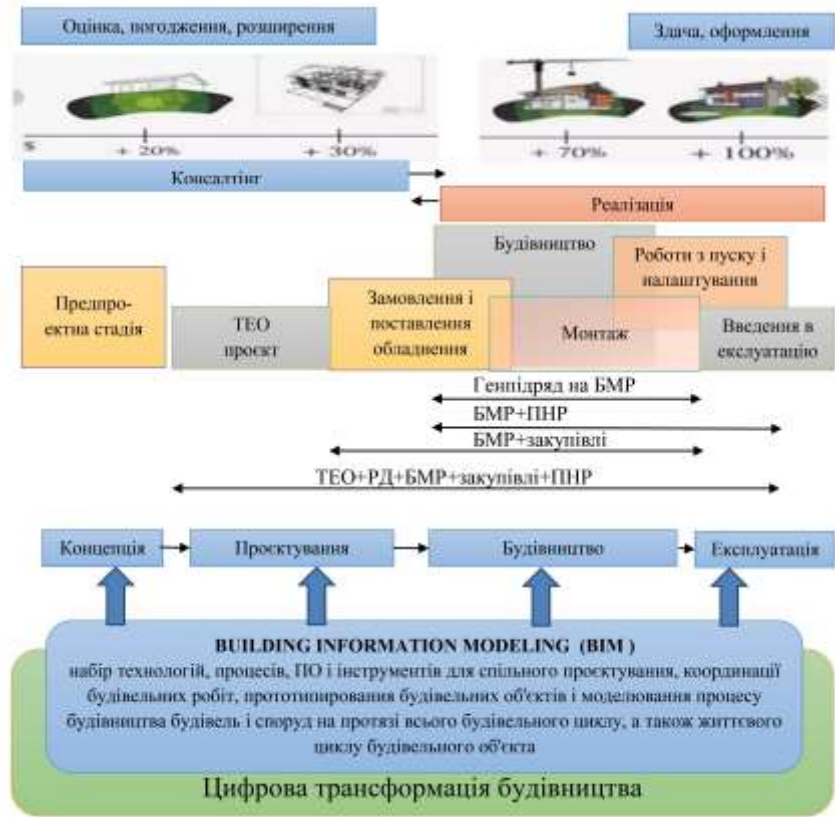 Оцінка, погодження, розширення
Здача, оформлення
$
+ 20%
+ 30%
+ 70%
+ 100%
Консалтінг
Реалізація
Будівництво
Роботи з пуску і
налаштування
Предпро-
ектна стадія
ТЕО
проєкт
Замовлення і
поставлення
обладнення
Монтаж
Введення в
експлуатацію
Генпідряд на БМР
БМР+ПНР
БМР+закупівлі
ТЕО+РД+БМР+закупівлі+ПНР
Концепція
Проєктування
Будівництво
Експлуатація
BUILDING INFORMATION MODELING (BIM )
набір технологій, процесів, ПО і інструментів для спільного проєктування, координації
будівельних робіт, прототипирования будівельних об'єктів і моделювання процесу
будівництва будівель і споруд на протязі всього будівельного циклу, а також життєвого
циклу будівельного об'єкта
Цифрова трансформація будівництва